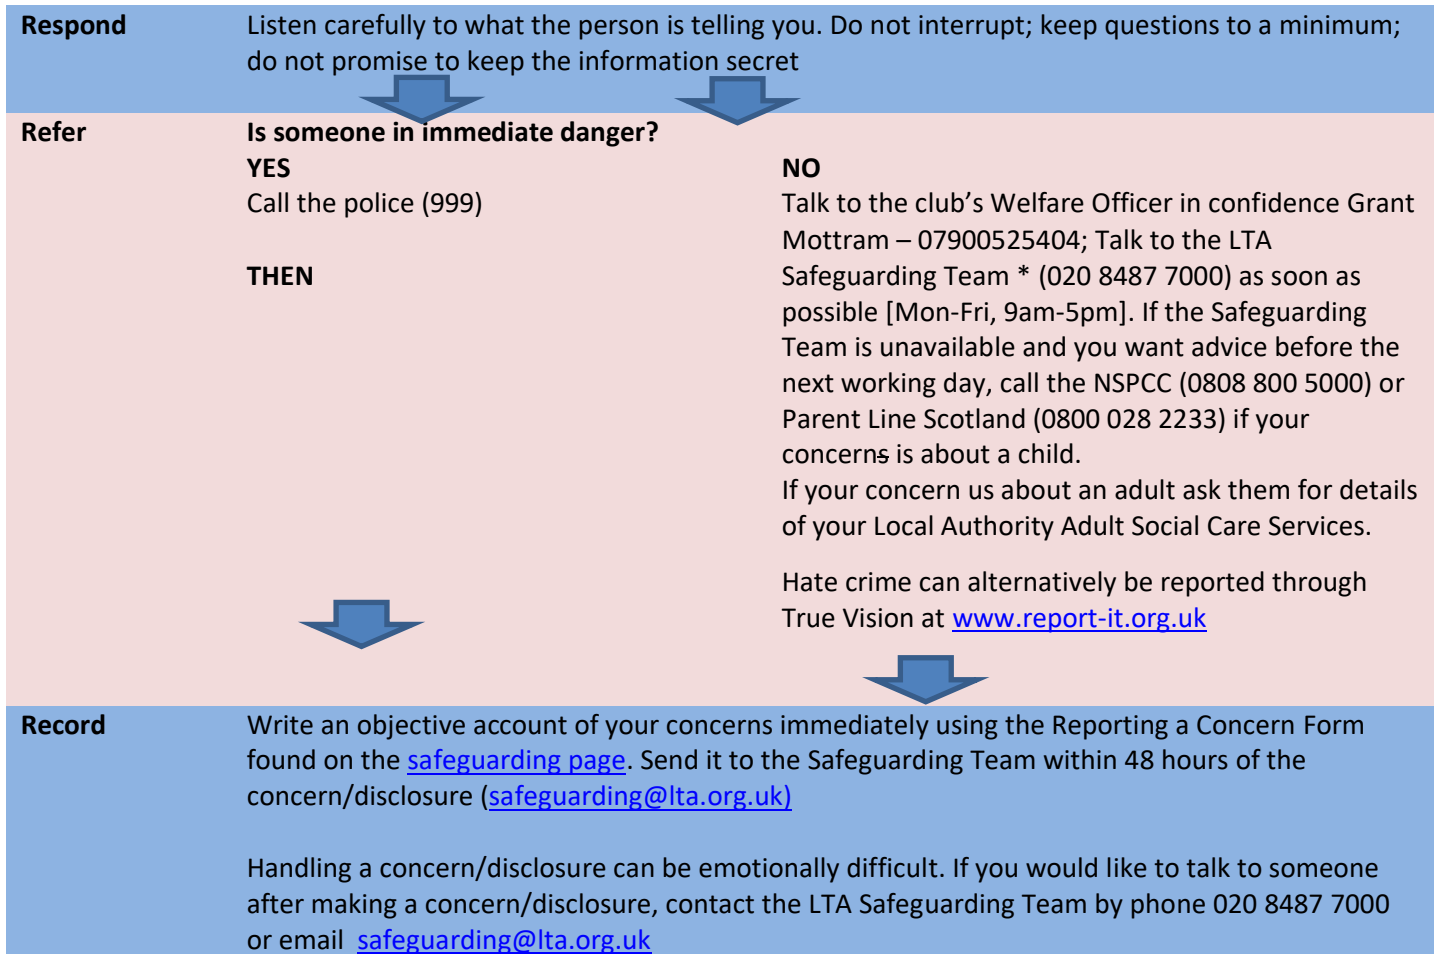 Respond
Listen carefully to what the person is telling you. Do not interrupt; keep questions to a minimum;
do not promise to keep the information secret
Refer
Is someone in immediate danger?
YES
Call the police (999)
THEN
NO
Talk to the club’s Welfare Officer in confidence Grant
Mottram – 07900525404; Talk to the LTA
Safeguarding Team * (020 8487 7000) as soon as
possible [Mon-Fri, 9am-5pm]. If the Safeguarding
Team is unavailable and you want advice before the
next working day, call the NSPCC (0808 800 5000) or
Parent Line Scotland (0800 028 2233) if your
concerns is about a child.
If your concern us about an adult ask them for details
of your Local Authority Adult Social Care Services.
Hate crime can alternatively be reported through
True Vision at www.report-it.org.uk
Record
Write an objective account of your concerns immediately using the Reporting a Concern Form
found on the safeguarding page. Send it to the Safeguarding Team within 48 hours of the
concern/disclosure (safeguarding@lta.org.uk)
Handling a concern/disclosure can be emotionally difficult. If you would like to talk to someone
after making a concern/disclosure, contact the LTA Safeguarding Team by phone 020 8487 7000
or email safeguarding@lta.org.uk